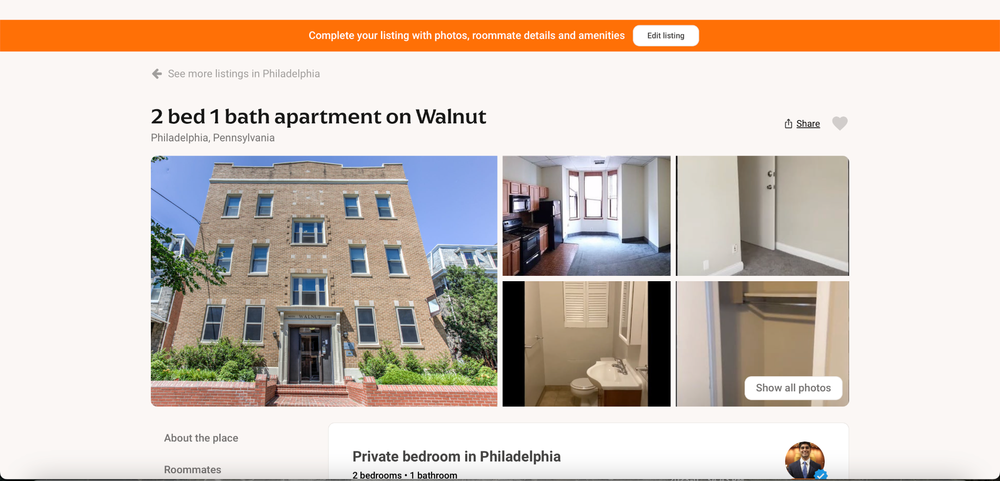 Complete your listing with photos, roommate details and amenities
Edit listing
See more listings in Philadelphia
2 bed 1 bath apartment on Walnut
Share
Philadelphia, Pennsylvania
WALNUT
Show all photos
About the place
Private bedroom in Philadelphia
Roommates
2 bedrooms • 1 bathroom